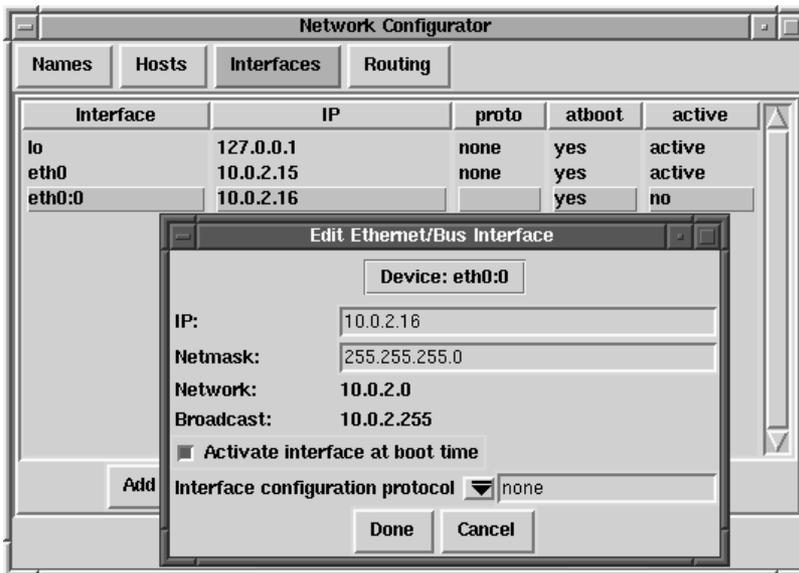 Network Configurator
Names Hosts Interfaces Routing
Interface IP proto atboot active
lo 127.0.0.1 none yes active
eth0 10.0.2.15 none yes active
eth0:0 10.0.2.16 yes no
Edit Ethernet/Bus Interface
Device: eth0:0
IP: 10.0.2.16
Netmask: 255.255.255.0
Network: 10.0.2.0
Broadcast: 10.0.2.255
Activate interface at boot time
Add
Interface configuration protocol none
Done Cancel